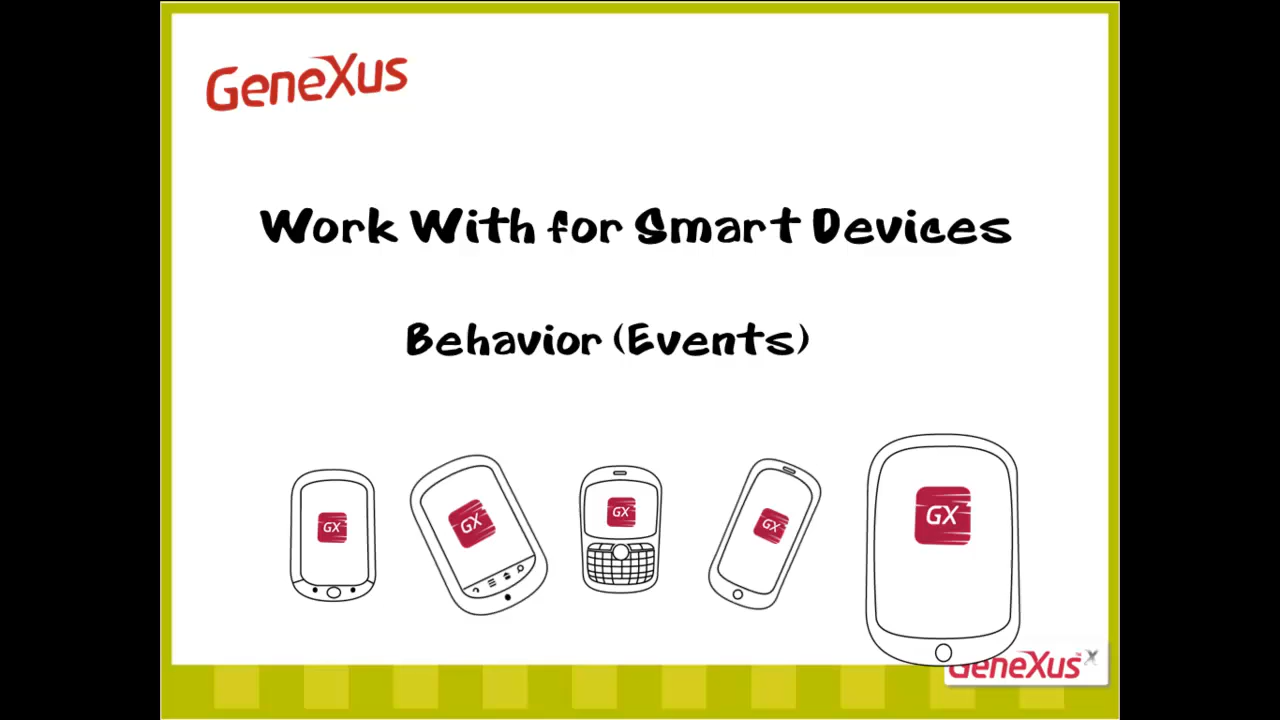 GeneXus
Work With for Smart Devices
Behavior (Events)
GX
GX
GX
GX
GX
GeneXus X